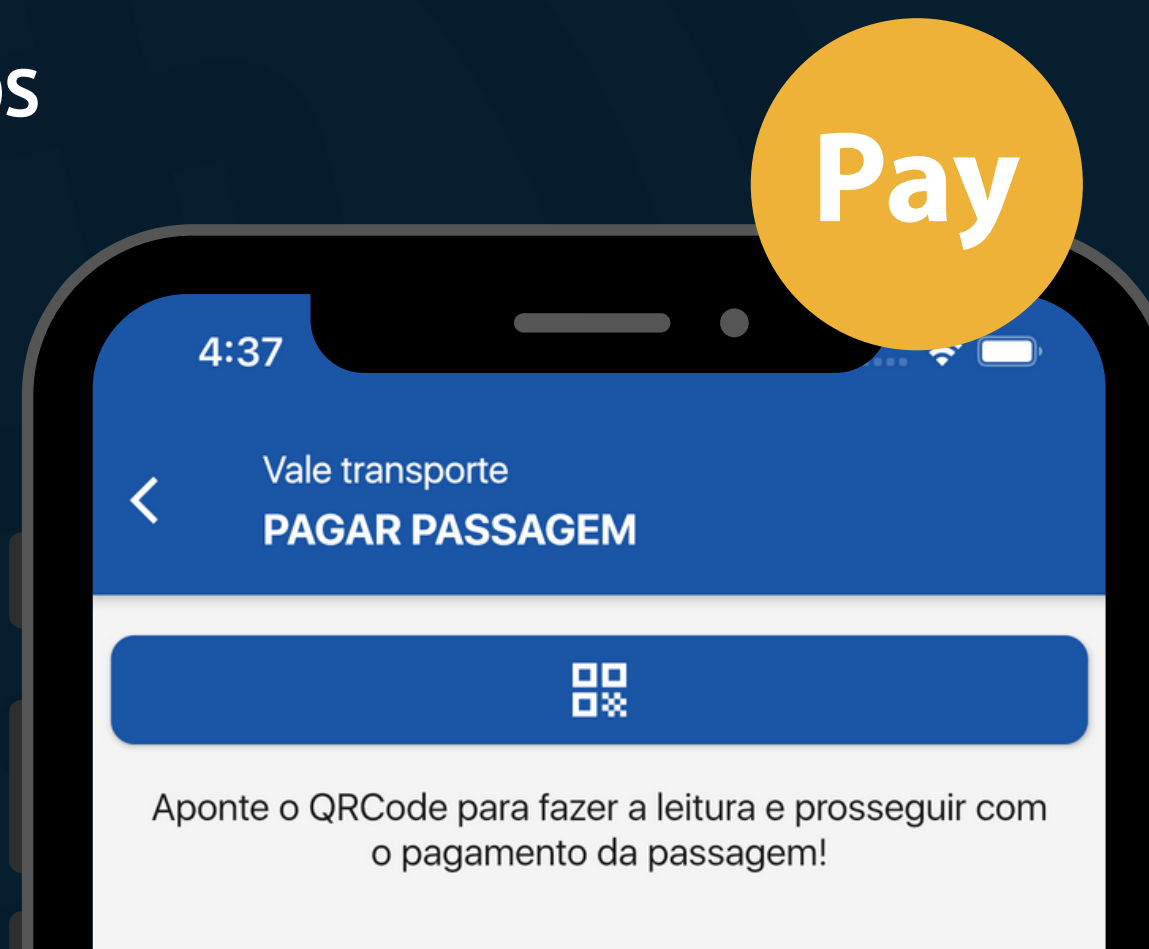 Pay
4:37
Vale transporte
PAGAR PASSAGEM
Aponte o QRCode para fazer a leitura e prosseguir com
o pagamento da passagem!